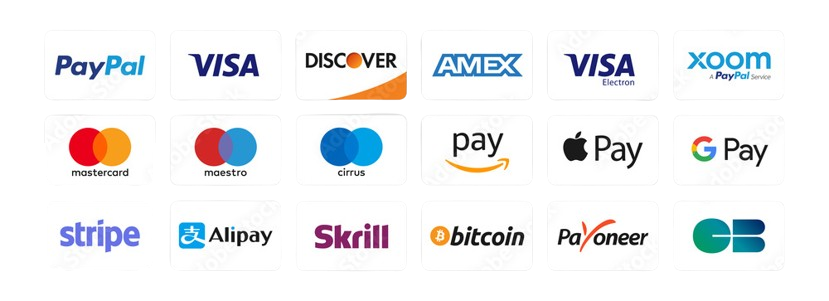 PayPal
VISA
DISCOVER
AMEX
VISA
Electron
xoom
A PayPal Service
mastercard
maestro
cirrus
pay
Pay
G Pay
stripe
支 Alipay
Skrill
bitcoin
Payoneer
CB